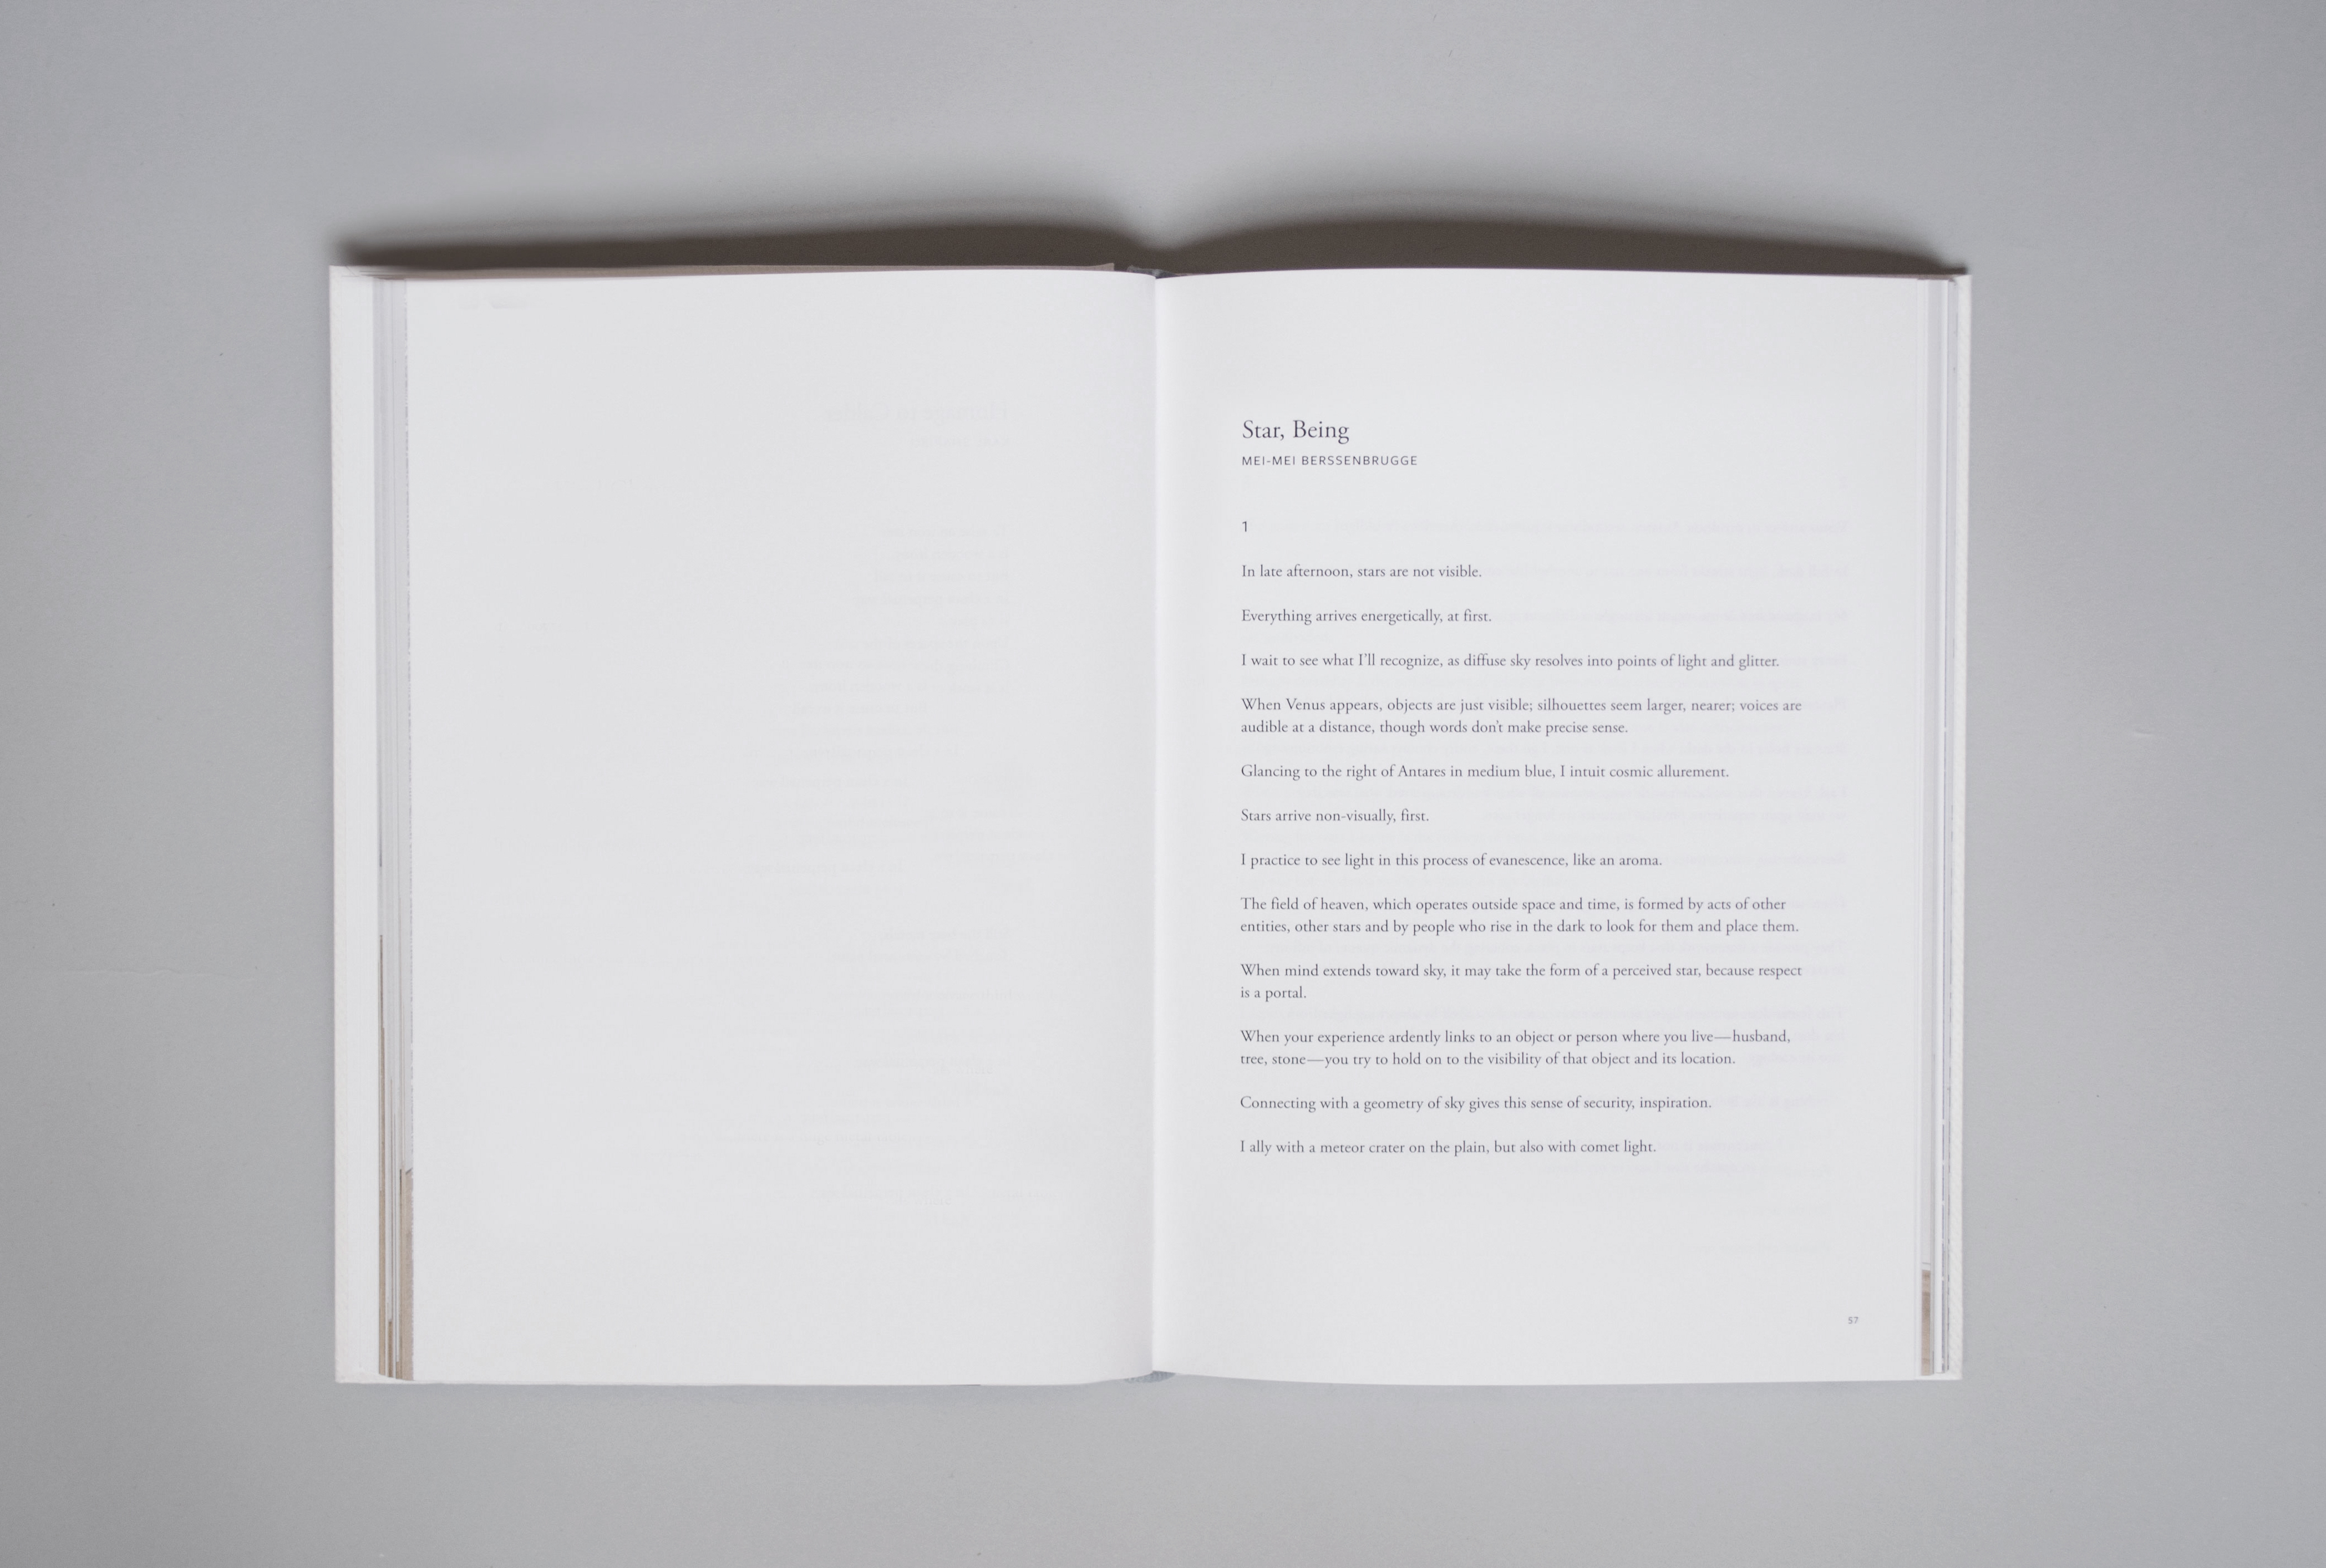 Star, Being
MEI-MEI BERSSENBRUGGE
1
In late afternoon, stars are not visible.
Everything arrives energetically, at first.
I wait to see what I’ll recognize, as diffuse sky resolves into points of light and glitter.
When Venus appears, objects are just visible; silhouettes seem larger, nearer; voices are
audible at a distance, though words don’t make precise sense.
Glancing to the right of Antares in medium blue, I intuit cosmic allurement.
Stars arrive non-visually, first.
I practice to see light in this process of evanescence, like an aroma.
The field of heaven, which operates outside space and time, is formed by acts of other
entities, other stars and by people who rise in the dark to look for them and place them.
When mind extends toward sky, it may take the form of a perceived star, because respect
is a portal.
When your experience ardently links to an object or person where you live—husband,
tree, stone—you try to hold on to the visibility of that object and its location.
Connecting with a geometry of sky gives this sense of security, inspiration.
I ally with a meteor crater on the plain, but also with comet light.
57